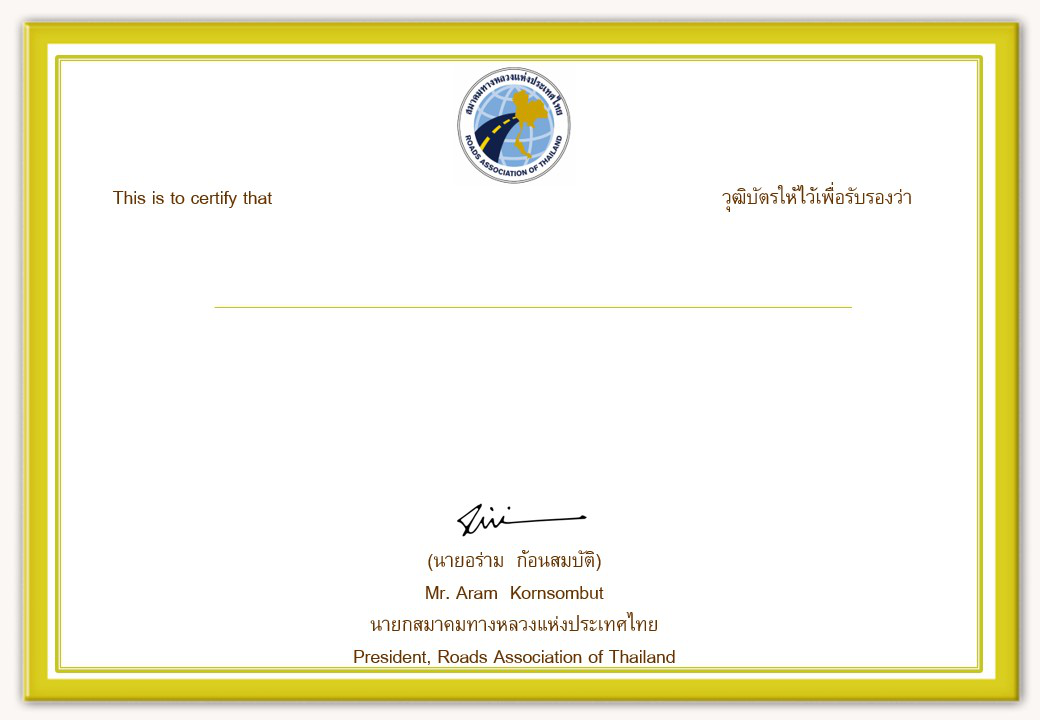 สมาคมทางหลวงแห่งประเทศไทย
ROADS ASSOCIATION OF THAILAND
This is to certify that
วุฒิบัตรให้ไว้เพื่อรับรองว่า
(นายอร่าม ก้อนสมบัติ)
Mr. Aram Kornsombut
นายกสมาคมทางหลวงแห่งประเทศไทย
President, Roads Association of Thailand